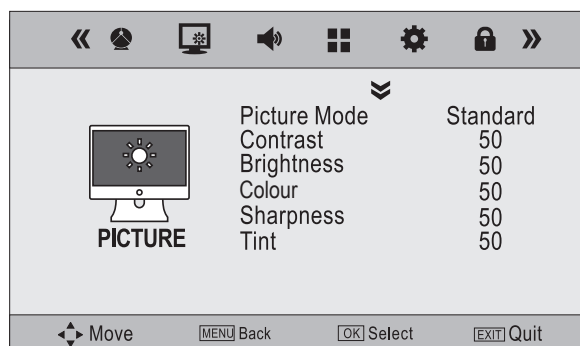 Picture Mode Standard
Contrast 50
Brightness 50
Colour 50
Sharpness 50
Tint 50
PICTURE
Move MENU Back OK Select EXIT Quit